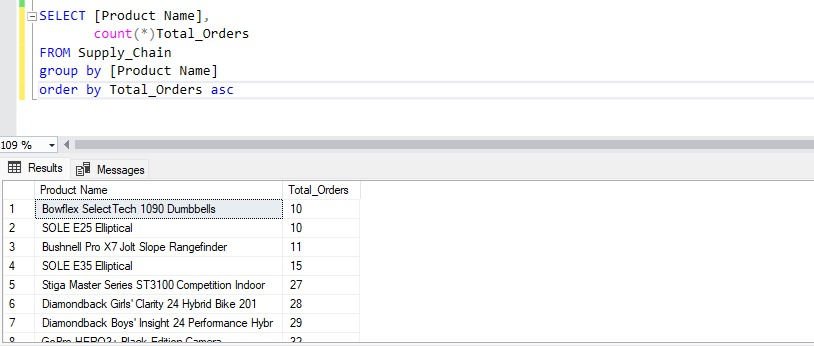 SELECT [Product Name],
count(*)Total_Orders
FROM Supply_Chain
group by [Product Name]
order by Total_Orders asc
109 %
Results Messages
Product Name Total_Orders
1 Bowflex SelectTech 1090 Dumbbells 10
2 SOLE E25 Elliptical 10
3 Bushnell Pro X7 Jolt Slope Rangefinder 11
4 SOLE E35 Elliptical 15
5 Stiga Master Series ST3100 Competition Indoor 27
6 Diamondback Girls' Clarity 24 Hybrid Bike 201 28
7 Diamondback Boys' Insight 24 Performance Hybr 29
8 GoPro HERO3+ Black Edition Camera